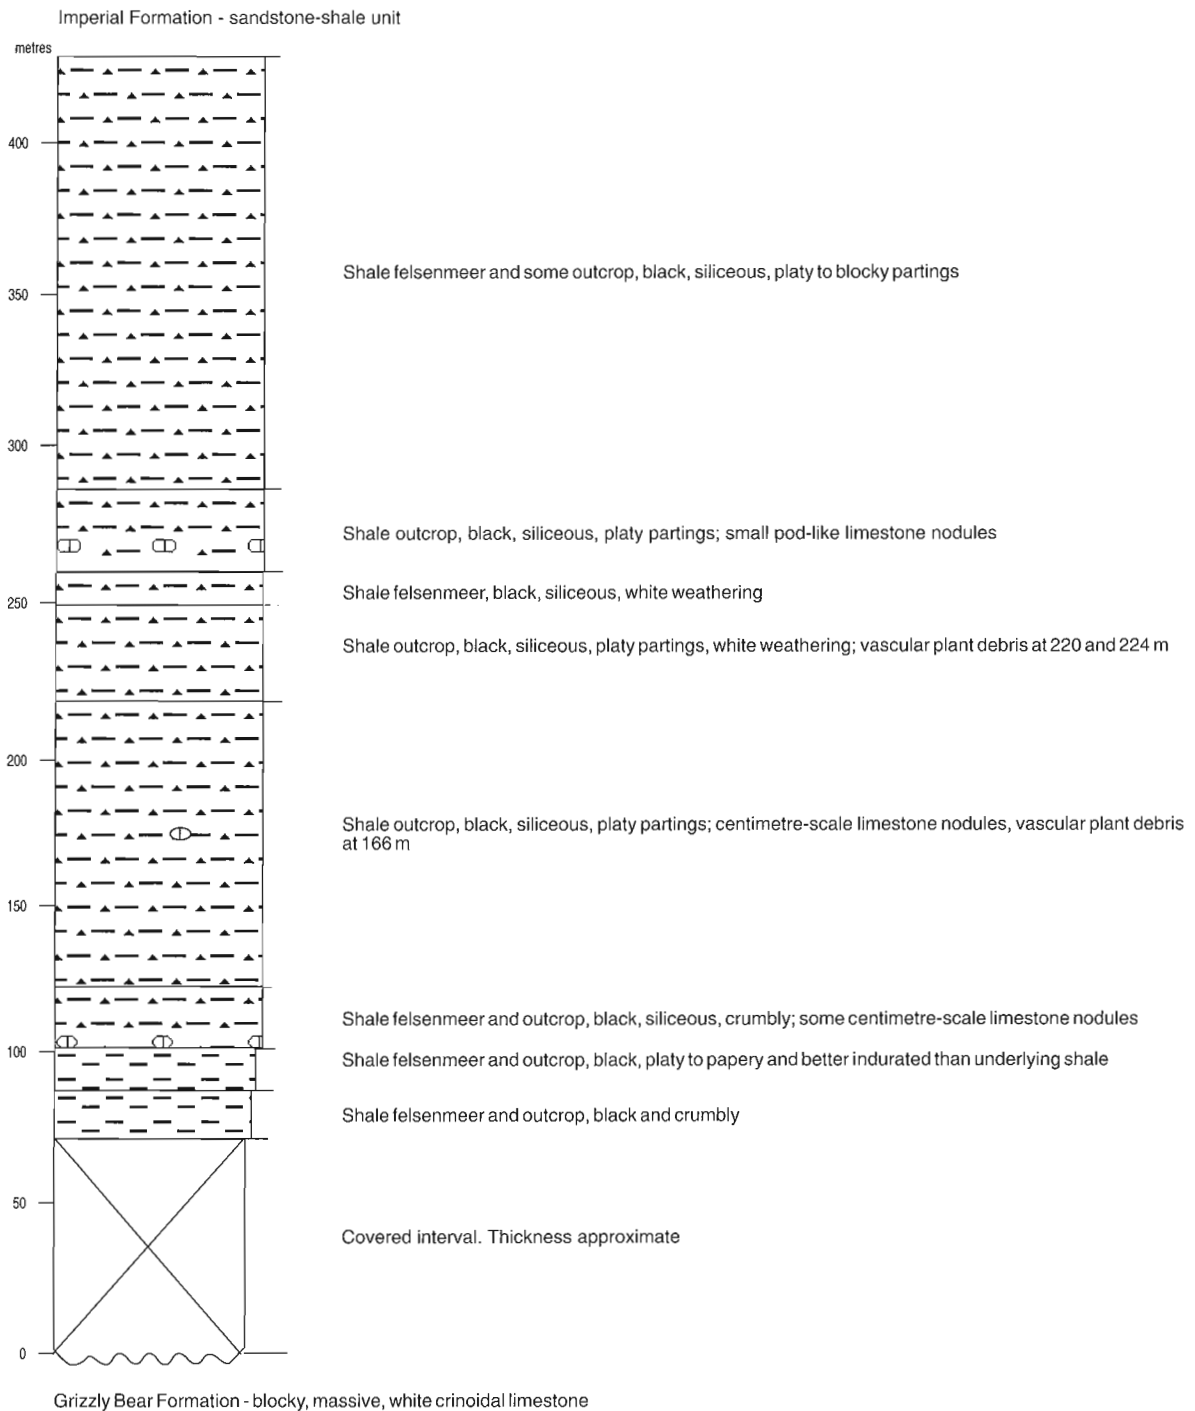 Imperial Formation - sandstone-shale unit
metres
400
Shale felsenmeer and some outcrop, black, siliceous, platy to blocky partings
350
300
Shale outcrop, black, siliceous, platy partings; small pod-like limestone nodules
Shale felsenmeer, black, siliceous, white weathering
250
Shale outcrop, black, siliceous, platy partings, white weathering; vascular plant debris at 220 and 224 m
200
Shale outcrop, black, siliceous, platy partings; centimetre-scale limestone nodules, vascular plant debris
at 166 m
150
Shale felsenmeer and outcrop, black, siliceous, crumbly; some centimetre-scale limestone nodules
100
Shale felsenmeer and outcrop, black, platy to papery and better indurated than underlying shale
Shale felsenmeer and outcrop, black and crumbly
50
Covered interval. Thickness approximate
0
Grizzly Bear Formation - blocky, massive, white crinoidal limestone